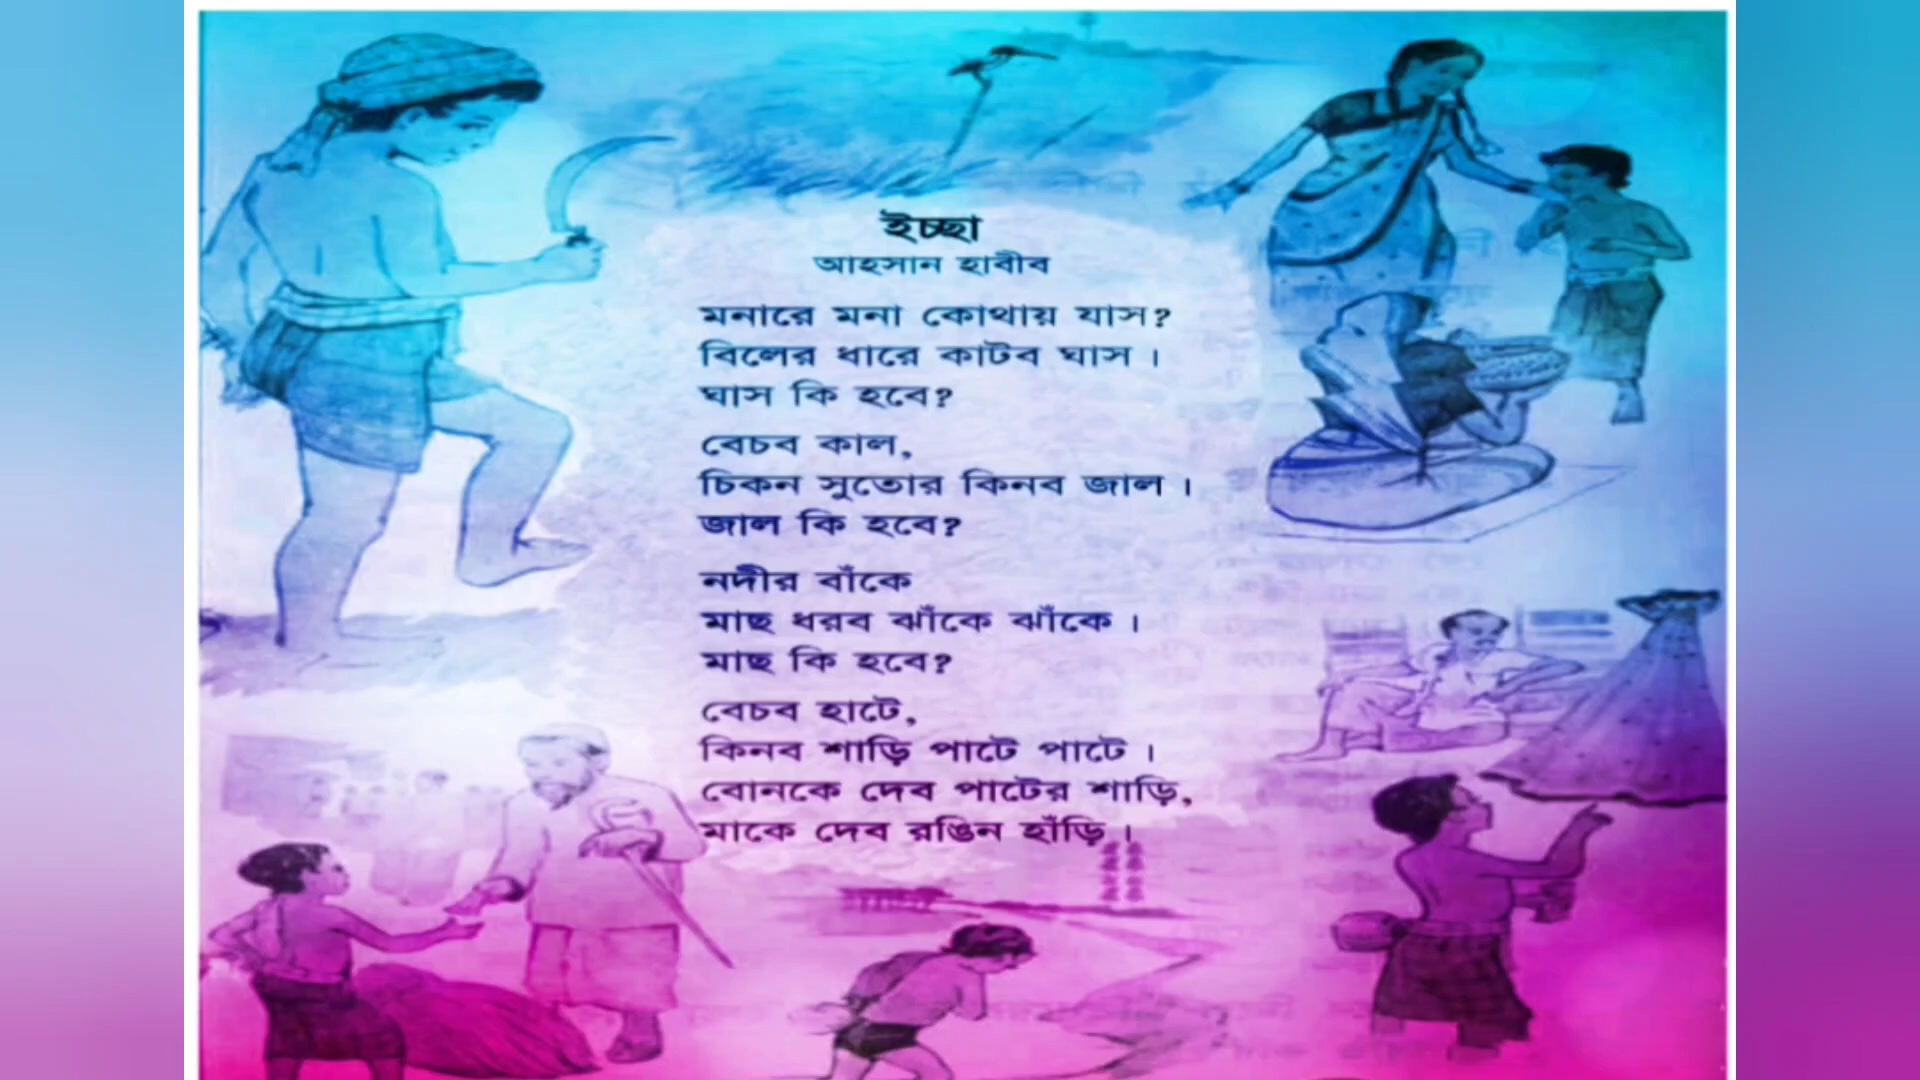 ইচ্ছা
আহসান হাবীব
মনারে মনা কোথায় যাস?
বিলের ধারে কাটব ঘাস।
ঘাস কি হবে?
বেচব কাল,
চিকন সুতোর কিনব জাল।
জাল কি হবে?
নদীর বাঁকে
মাছ ধরব ঝাঁকে ঝাঁকে।
মাছ কি হবে?
বেচব হাটে,
কিনব শাড়ি পাটে পাটে।
বোনকে দেব পাটের শাড়ি,
মাকে দেব রঙিন হাঁড়ি।